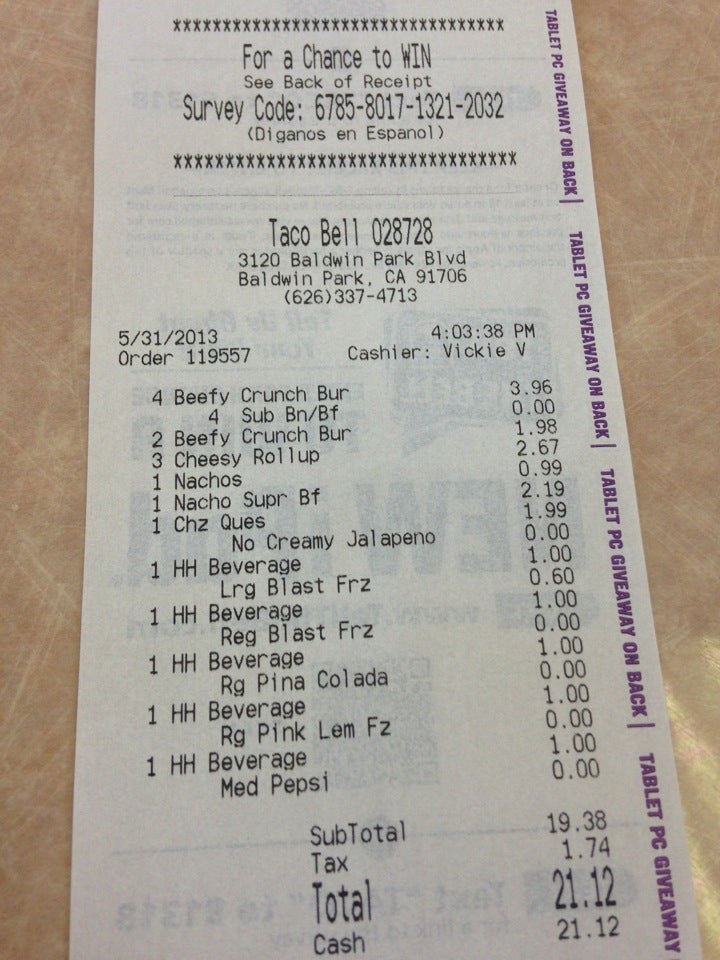 ***********************************
For a Chance to WIN
See Back of Receipt
Survey Code: 6785-8017-1321-2032
(Diganos en Espanol)
***********************************
Taco Bell 028728
3120 Baldwin Park Blvd
Baldwin Park, CA 91706
(626)337-4713
5/31/2013 4:03:38 PM
Order 119557 Cashier: Vickie V
4 Beefy Crunch Bur 3.96
4 Sub Bn/Bf 0.00
2 Beefy Crunch Bur 1.98
3 Cheesy Rollup 2.67
1 Nachos 0.99
1 Nacho Supr Bf 2.19
1 Chz Ques 1.99
No Creamy Jalapeno 0.00
1 HH Beverage 1.00
Lrg Blast Frz 0.60
1 HH Beverage 1.00
Reg Blast Frz 0.00
1 HH Beverage 1.00
Rg Pina Colada 0.00
1 HH Beverage 1.00
Rg Pink Lem Fz 0.00
1 HH Beverage 1.00
Med Pepsi 0.00
SubTotal 19.38
Tax 1.74
Total 21.12
Cash 21.12
TABLET PC GIVEAWAY ON BACK |
TABLET PC GIVEAWAY ON BACK |
TABLET PC GIVEAWAY ON BACK |
TABLET PC GIVEAWAY